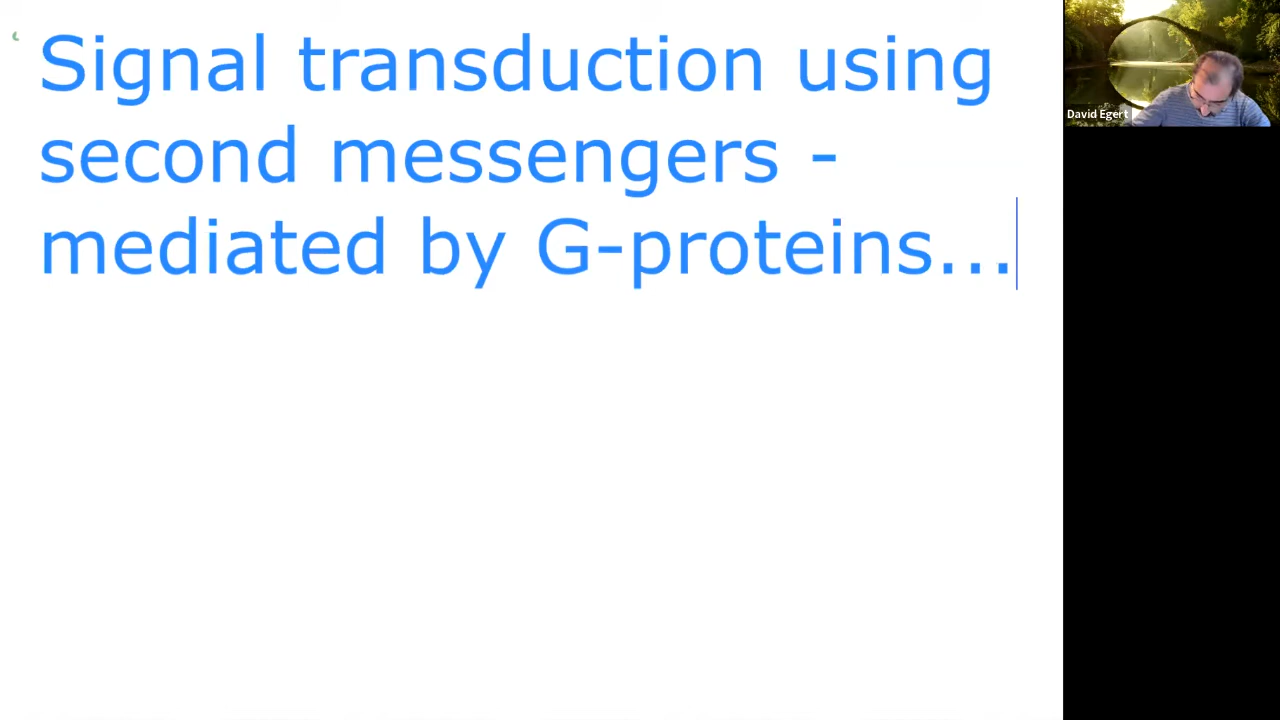 Signal transduction using
second messengers -
mediated by G-proteins...
David Egert